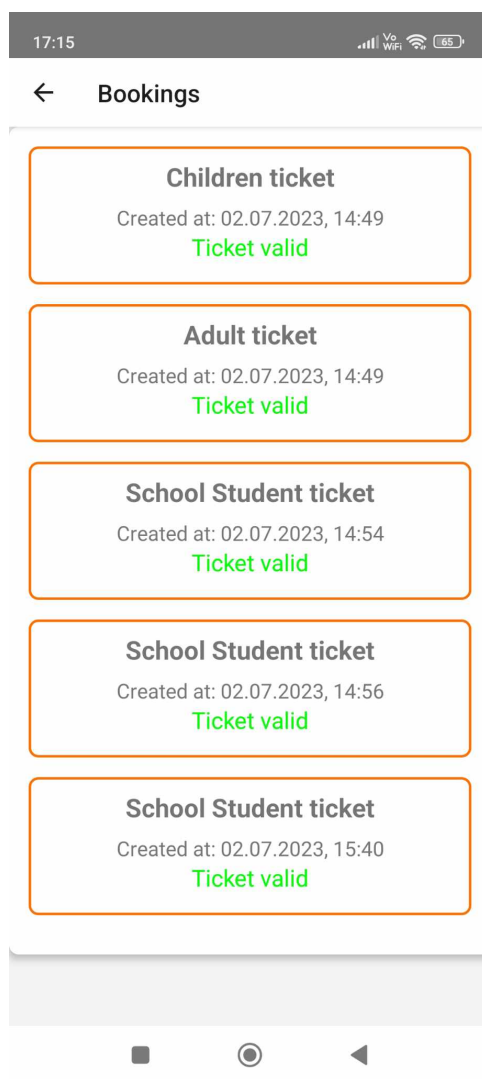 17:15
Vo
WiFi
65
Bookings
Children ticket
Created at: 02.07.2023, 14:49
Ticket valid
Adult ticket
Created at: 02.07.2023, 14:49
Ticket valid
School Student ticket
Created at: 02.07.2023, 14:54
Ticket valid
School Student ticket
Created at: 02.07.2023, 14:56
Ticket valid
School Student ticket
Created at: 02.07.2023, 15:40
Ticket valid